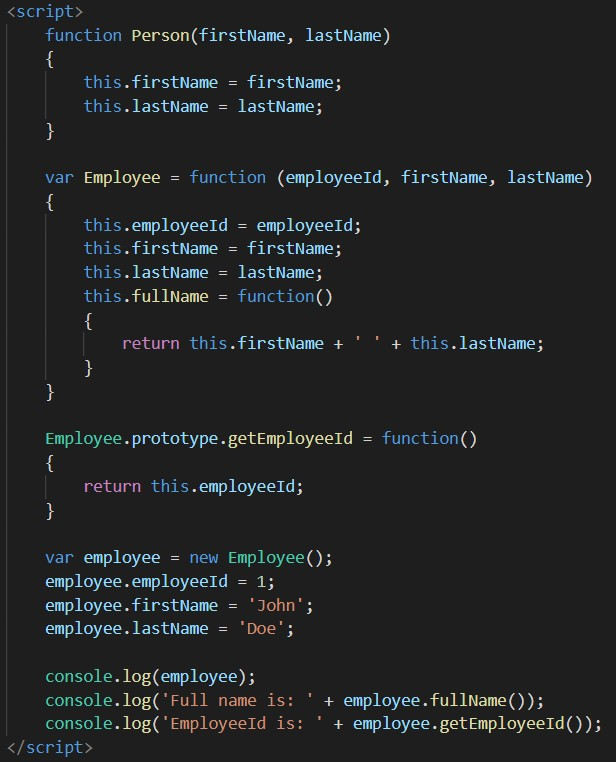 <script>
function Person(firstName, lastName)
{
this.firstName = firstName;
this.lastName = lastName;
}
var Employee = function (employeeId, firstName, lastName)
{
this.employeeId = employeeId;
this.firstName = firstName;
this.lastName = lastName;
this.fullName = function()
{
return this.firstName + ' ' + this.lastName;
}
}
Employee.prototype.getEmployeeId = function()
{
return this.employeeId;
}
var employee = new Employee();
employee.employeeId = 1;
employee.firstName = 'John';
employee.lastName = 'Doe';
console.log(employee);
console.log('Full name is: ' + employee.fullName());
console.log('EmployeeId is: ' + employee.getEmployeeId());
</script>